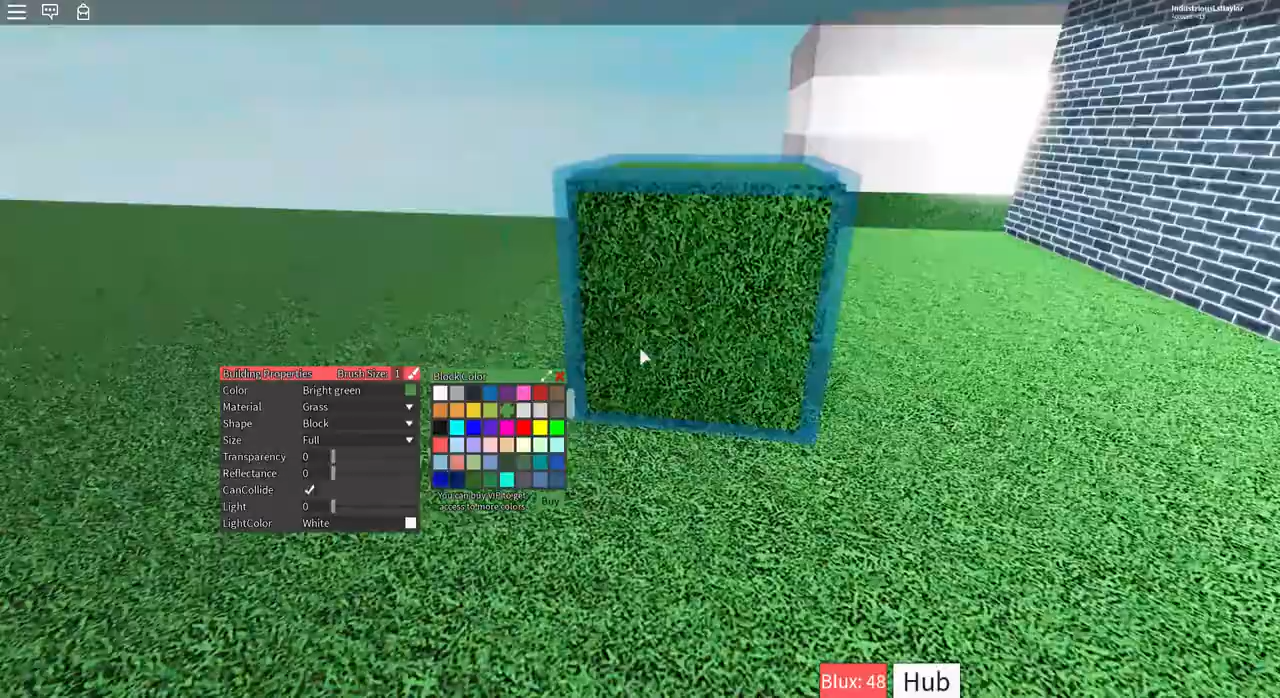 IndustriousLstaylor
Building Properties Brush Size: 1
Color Bright green
Material Grass
Shape Block
Size Full
Transparency 0
Reflectance 0
CanCollide
Light 0
LightColor White
Block Color
You can buy VIP to get
access to more colors.
Buy
Blux: 48
Hub